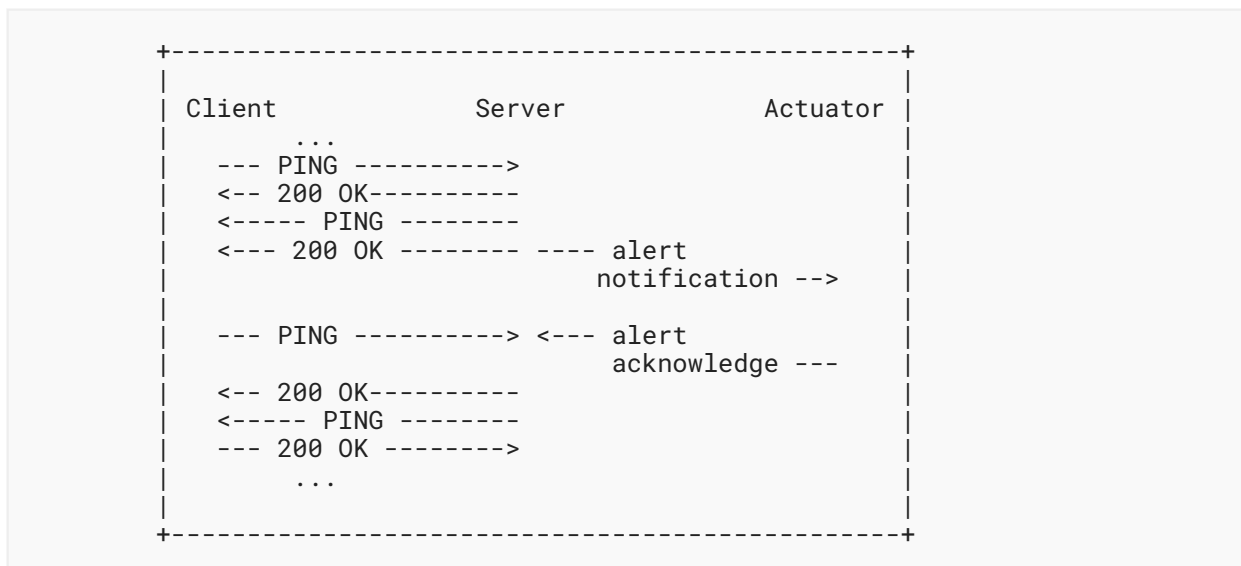 +------------------------------------------------+
|                                                |
| Client             Server             Actuator |
|        ...                                     |
|   --- PING ---------->                         |
|   <-- 200 OK----------                         |
|   <----- PING --------                         |
|   <--- 200 OK -------- ---- alert              |
|                            notification -->    |
|                                                |
|   --- PING ----------> <--- alert              |
|                             acknowledge ---    |
|   <-- 200 OK----------                         |
|   <----- PING --------                         |
|   --- 200 OK -------->                         |
|        ...                                     |
|                                                |
+------------------------------------------------+